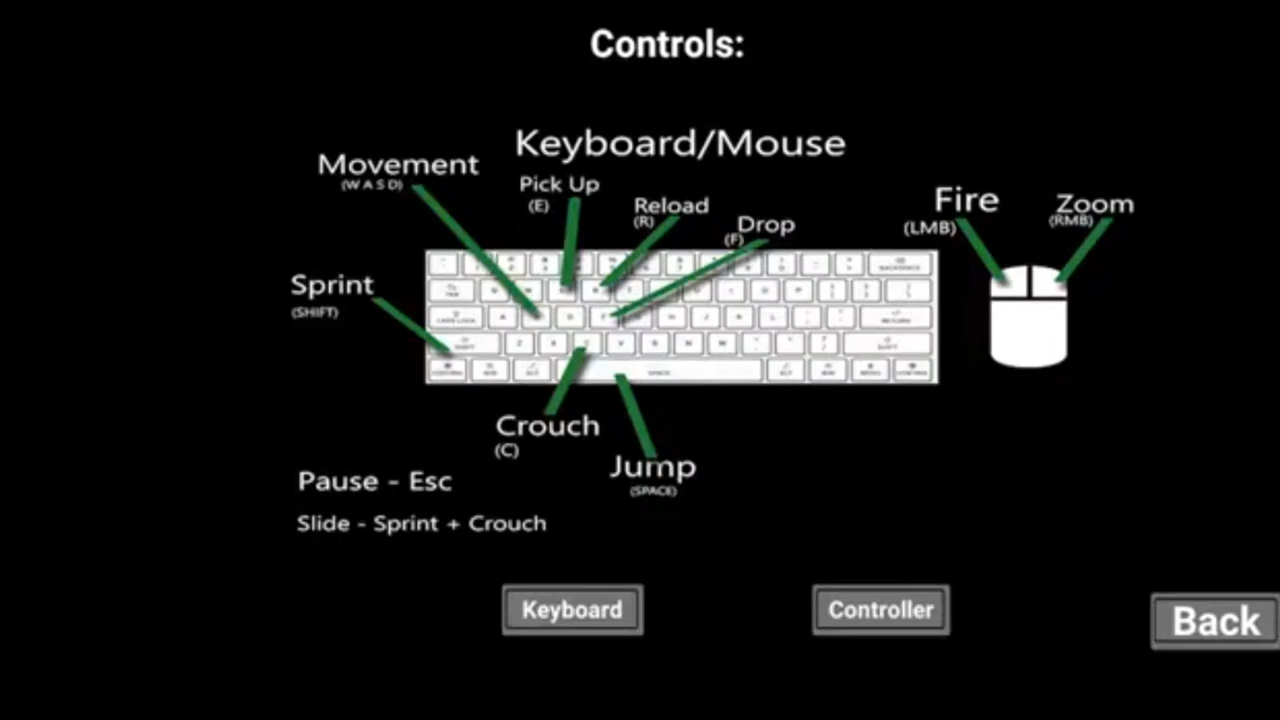 Controls:
Keyboard/Mouse
Movement
(W A S D)
Pick Up
(E)
Reload
(R)
Drop
(F)
Fire
(LMB)
Zoom
(RMB)
Sprint
(SHIFT)
Crouch
(C)
Jump
(SPACE)
Pause - Esc
Slide - Sprint + Crouch
Keyboard
Controller
Back